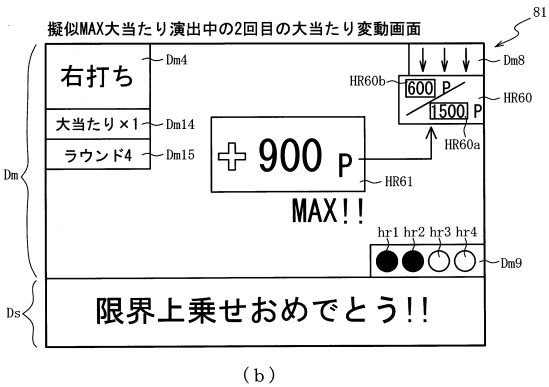 擬似MAX大当たり演出中の2回目の大当たり変動画面
81
右打ち
Dm4
Dm8
HR60b
600 P
HR60
1500 P
HR60a
大当たり×1
Dm14
ラウンド4
Dm15
Dm
+ 900 P
HR61
MAX!!
hr1 hr2 hr3 hr4
Dm9
Ds
限界上乗せおめでとう!!
(b)